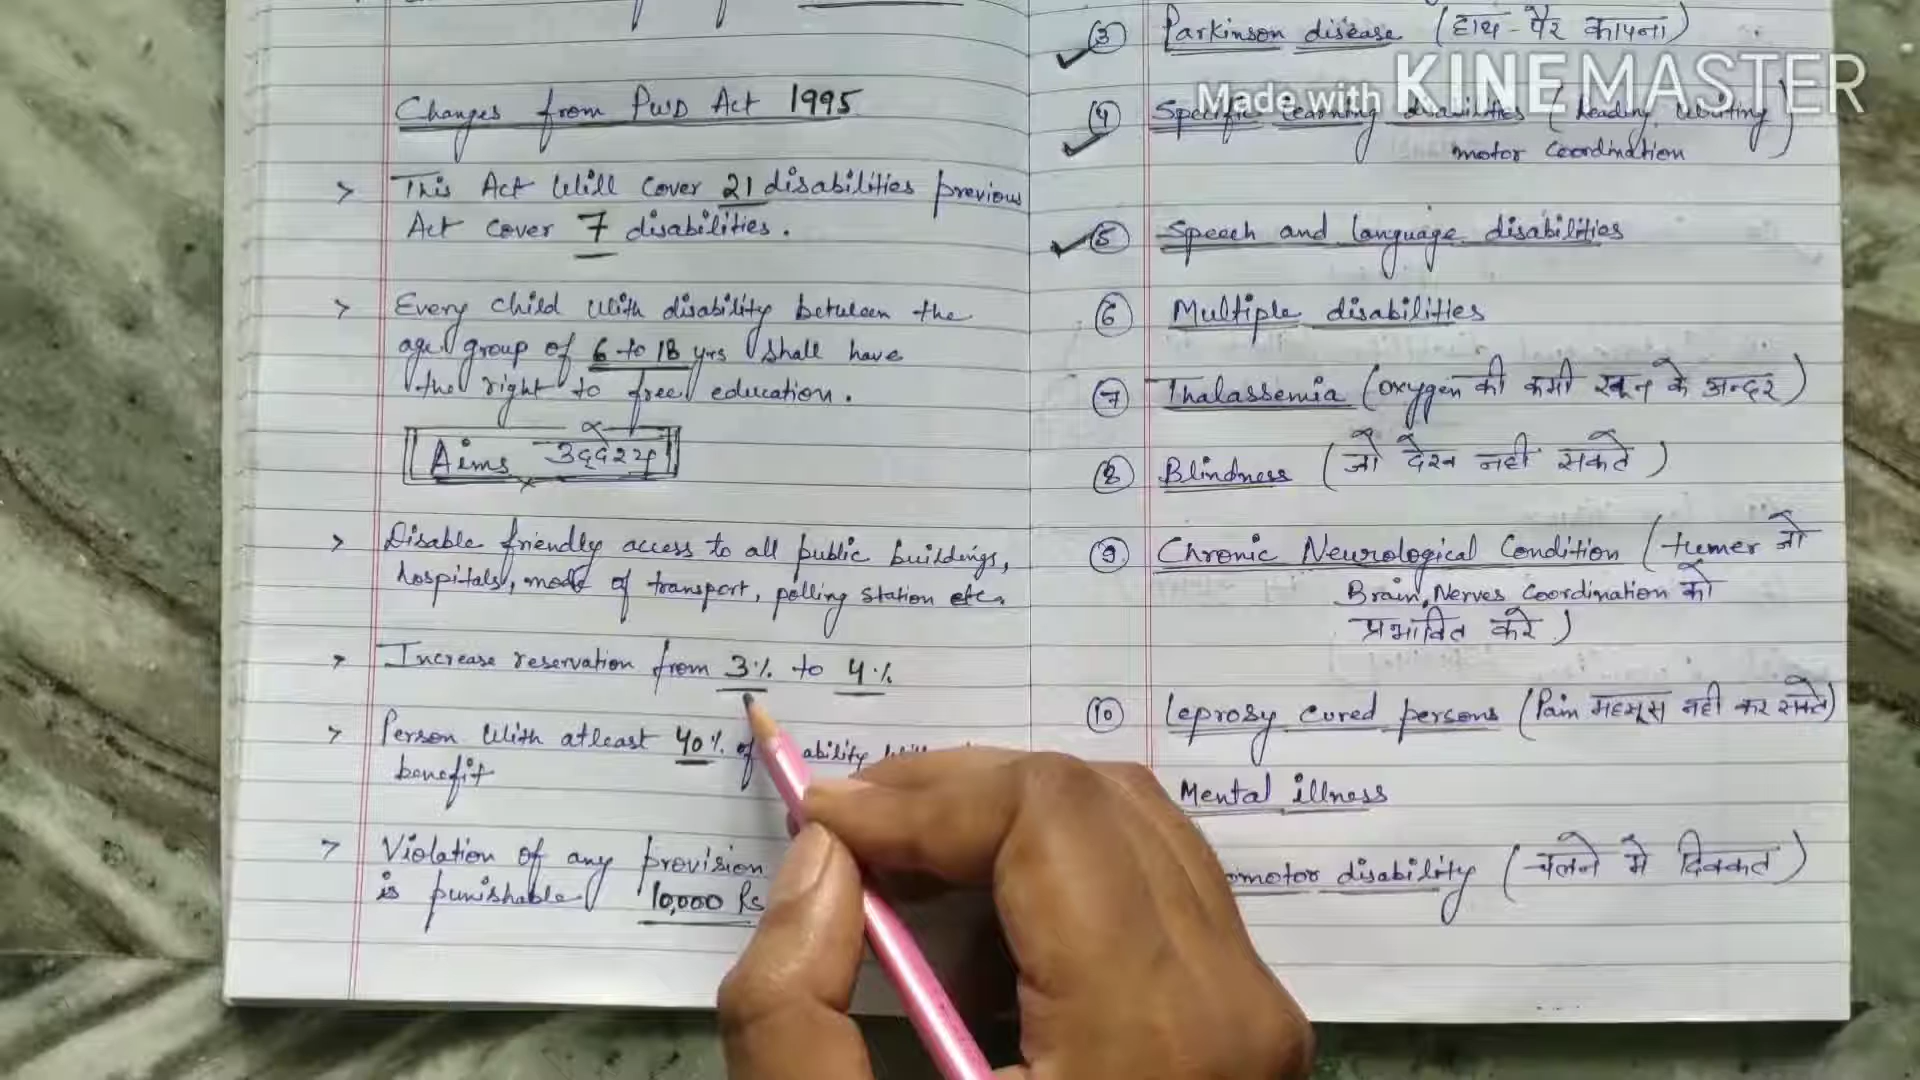 Changes from PWD Act 1995
> This Act will cover 21 disabilities previous
Act cover 7 disabilities.
> Every child with disability between the
age group of 6 to 18 yrs shall have
the right to free education.
Aims उद्देश्य
> Disable friendly access to all public buildings,
hospitals, mode of transport, polling station etc.
> Increase reservation from 3% to 4%
> Person with atleast 40% of ability
benefit
> Violation of any provision
is punishable 10,000 Rs
③ Parkinson disease (हाथ-पैर कापना)
Made with KINEMASTER
④ Specific learning disabilities (Reading, Writing)
motor coordination
⑤ Speech and language disabilities
⑥ Multiple disabilities
⑦ Thalassemia (oxygen की कमी खून के अन्दर)
⑧ Blindness (जो देख नही सकते)
⑨ Chronic Neurological Condition (tumer जो
Brain, Nerves Coordination को
प्रभावित करे)
⑩ Leprosy cured persons (Pain महसूस नही कर सकते)
Mental illness
omotor disability (चलने मे दिक्कत)